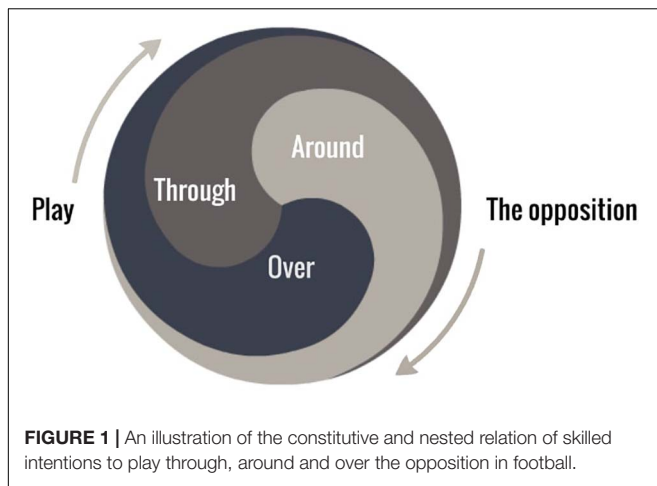 Around
Through
Play
The opposition
Over
FIGURE 1 | An illustration of the constitutive and nested relation of skilled
intentions to play through, around and over the opposition in football.